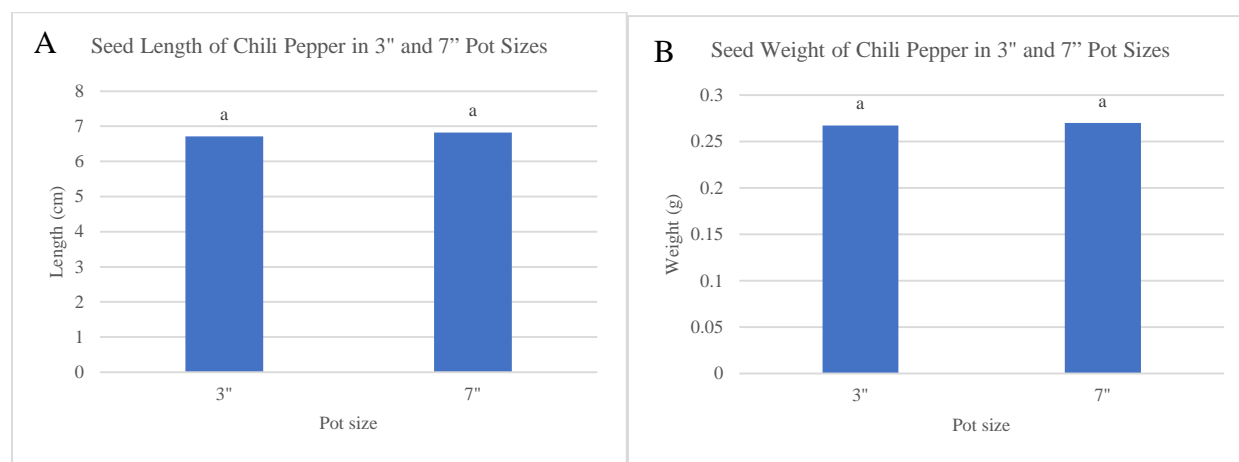 A
Seed Length of Chili Pepper in 3" and 7” Pot Sizes
8
7
6
5
4
3
2
1
0
Length (cm)
a
a
3"
7"
Pot size
B
Seed Weight of Chili Pepper in 3" and 7” Pot Sizes
0.3
0.25
0.2
0.15
0.1
0.05
0
Weight (g)
a
a
3"
7"
Pot size